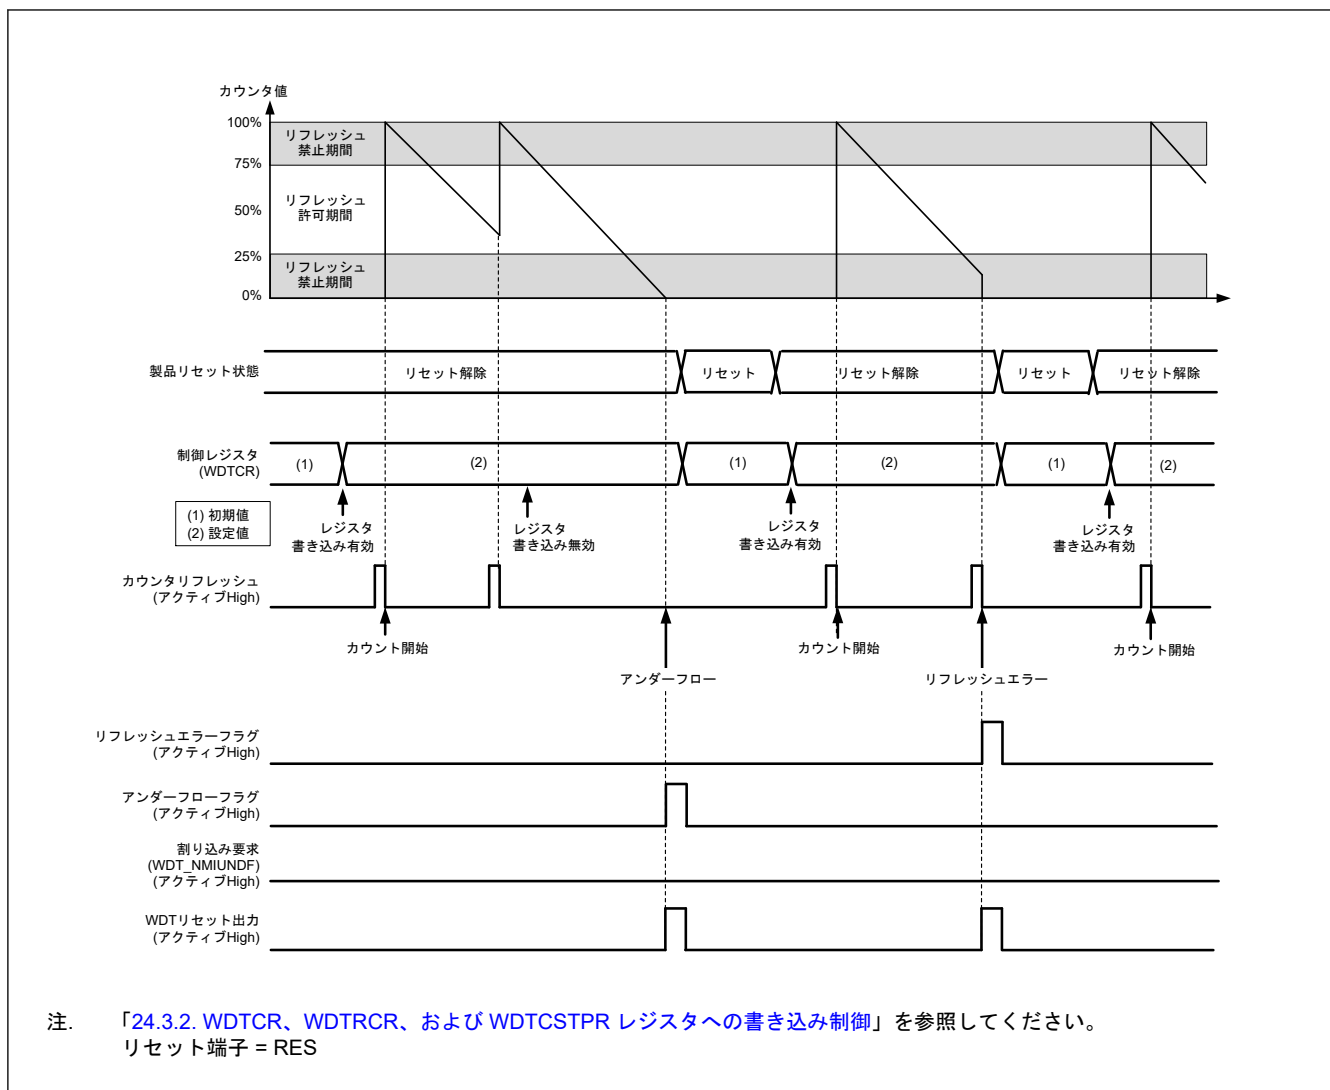 カウンタ値
100%
リフレッシュ
禁止期間
75%
リフレッシュ
許可期間
50%
25%
リフレッシュ
禁止期間
0%
製品リセット状態
リセット解除
リセット
リセット解除
リセット
リセット解除
制御レジスタ
(WDTCR)
(1)
(2)
(1)
(2)
(1)
(2)
(1) 初期値
(2) 設定値
レジスタ
書き込み有効
レジスタ
書き込み無効
レジスタ
書き込み有効
レジスタ
書き込み有効
カウンタリフレッシュ
(アクティブHigh)
カウント開始
カウント開始
カウント開始
アンダーフロー
リフレッシュエラー
リフレッシュエラーフラグ
(アクティブHigh)
アンダーフローフラグ
(アクティブHigh)
割り込み要求
(WDT_NMIUNDF)
(アクティブHigh)
WDTリセット出力
(アクティブHigh)
注. 「24.3.2. WDTCR、WDTRCR、および WDTCSTPR レジスタへの書き込み制御」を参照してください。
リセット端子 = RES